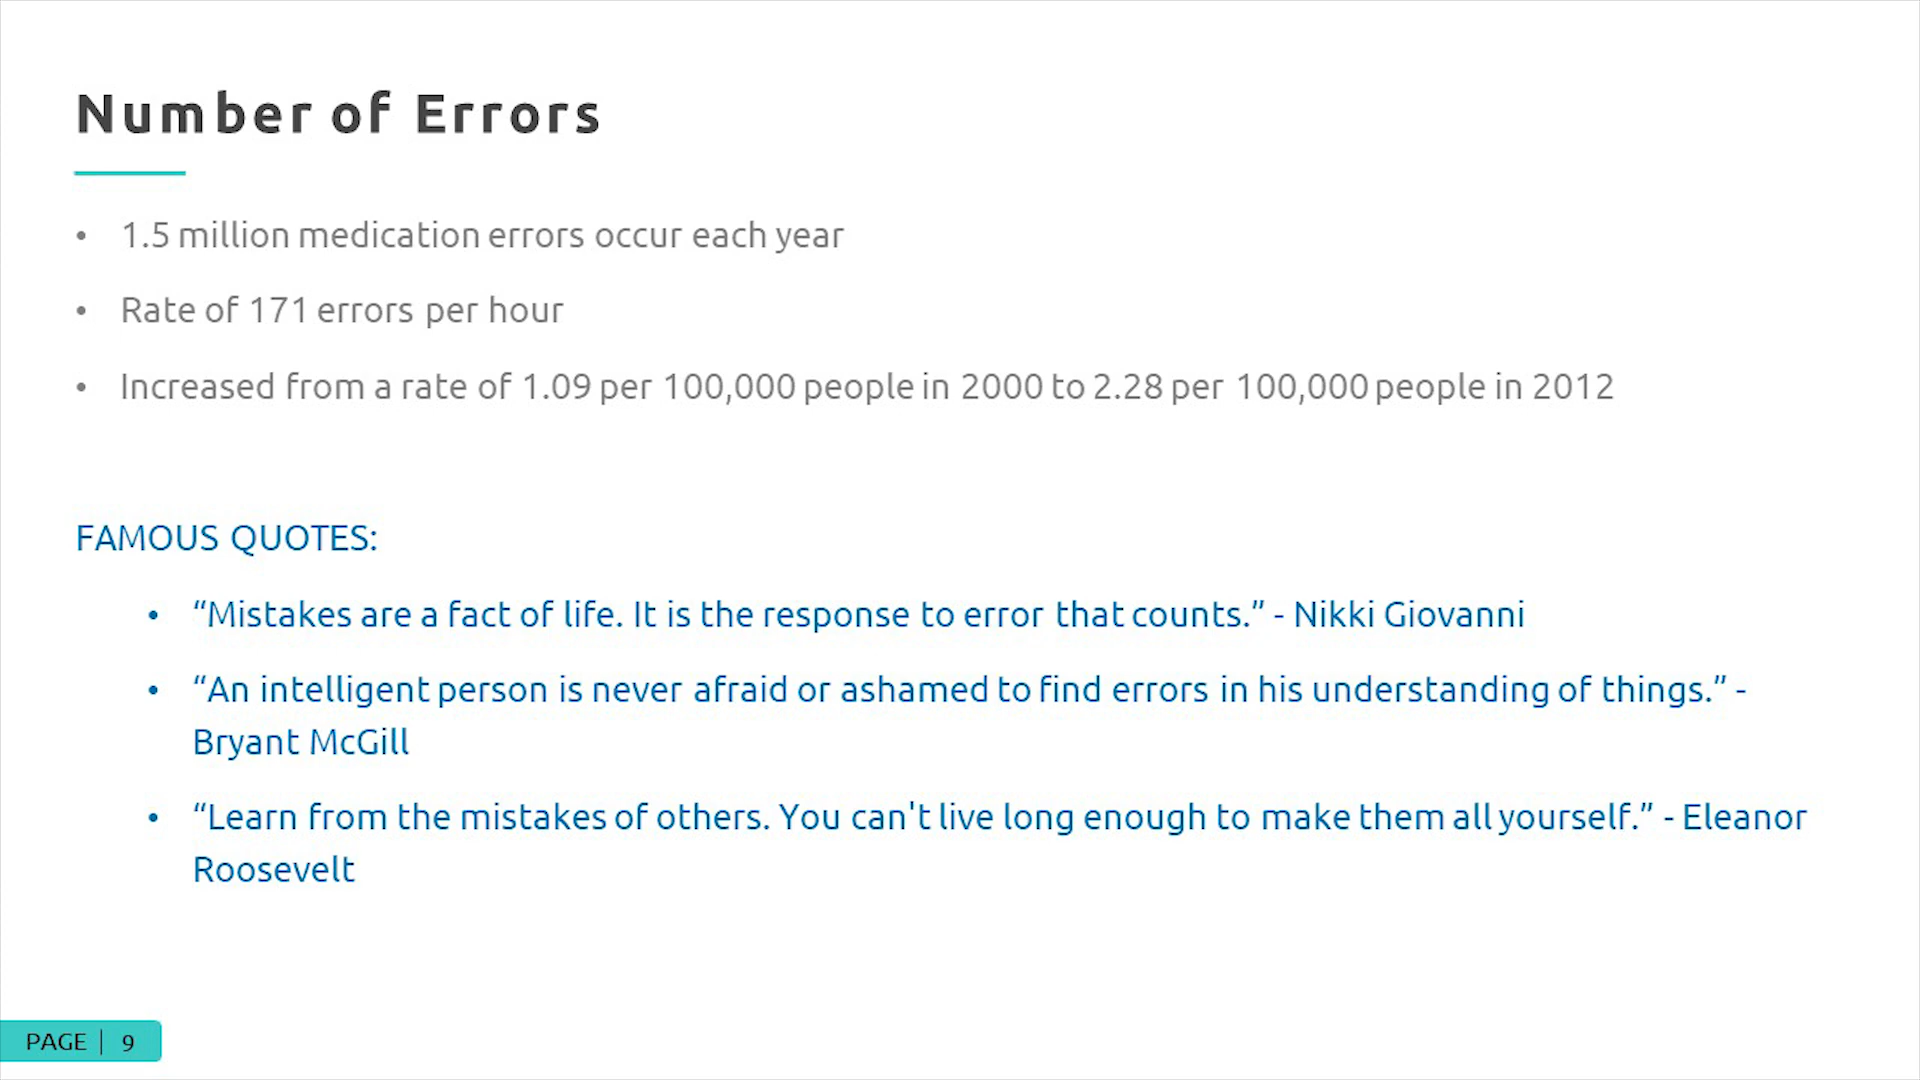 Number of Errors
• 1.5 million medication errors occur each year
• Rate of 171 errors per hour
• Increased from a rate of 1.09 per 100,000 people in 2000 to 2.28 per 100,000 people in 2012
FAMOUS QUOTES:
• “Mistakes are a fact of life. It is the response to error that counts.” - Nikki Giovanni
• “An intelligent person is never afraid or ashamed to find errors in his understanding of things.” -
Bryant McGill
• “Learn from the mistakes of others. You can't live long enough to make them all yourself.” - Eleanor
Roosevelt
PAGE | 9